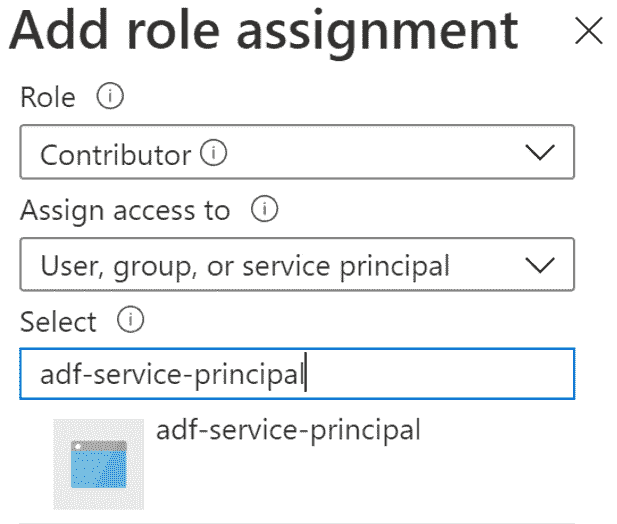 Add role assignment
Role
Contributor
Assign access to
User, group, or service principal
Select
adf-service-principal
adf-service-principal